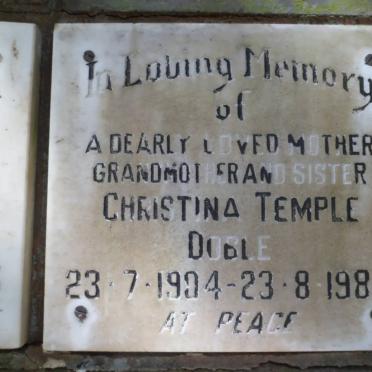 In Loving Memory
of
A DEARLY LOVED MOTHER
GRANDMOTHER AND SISTER
CHRISTINA TEMPLE
DOBLE
23·7·1904-23·8·198
AT PEACE